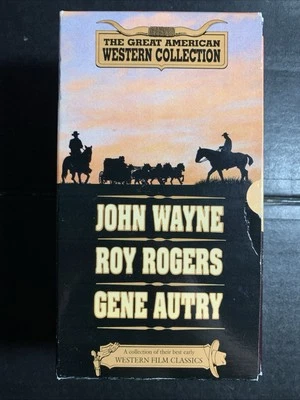 THE GREAT AMERICAN
WESTERN COLLECTION
JOHN WAYNE
ROY ROGERS
GENE AUTRY
A collection of their best early
WESTERN FILM CLASSICS